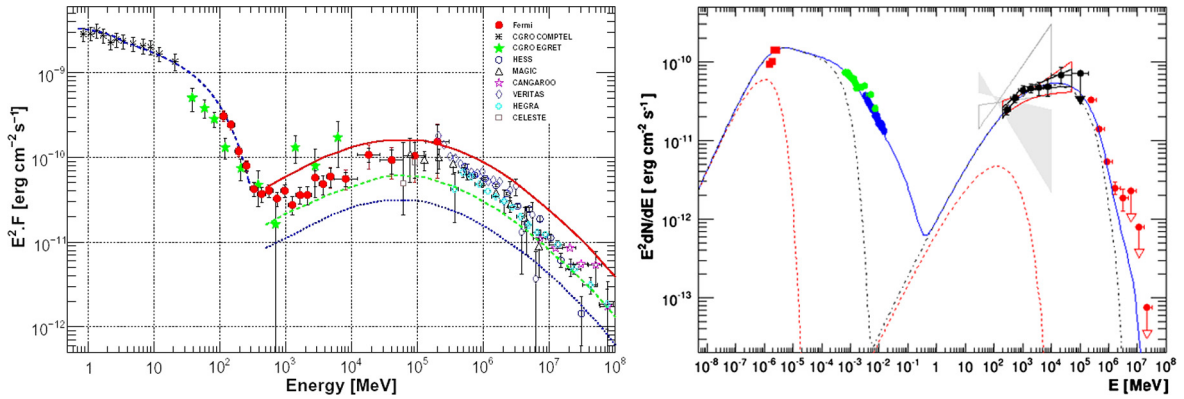 E².F [erg cm⁻² s⁻¹]
10⁻⁹
10⁻¹⁰
10⁻¹¹
10⁻¹²
Fermi
CGRO COMPTEL
CGRO EGRET
HESS
MAGIC
CANGAROO
VERITAS
HEGRA
CELESTE
1 10 10² 10³ 10⁴ 10⁵ 10⁶ 10⁷ 10⁸
Energy [MeV]
E²dN/dE [ erg cm⁻² s⁻¹]
10⁻¹⁰
10⁻¹¹
10⁻¹²
10⁻¹³
10⁻⁸ 10⁻⁷ 10⁻⁶ 10⁻⁵ 10⁻⁴ 10⁻³ 10⁻² 10⁻¹ 1 10 10² 10³ 10⁴ 10⁵ 10⁶ 10⁷ 10⁸
E [MeV]